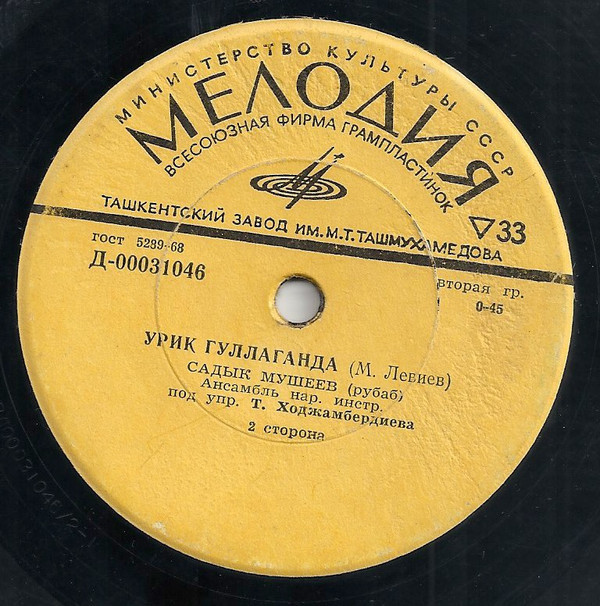 МИНИСТЕРСТВО КУЛЬТУРЫ СССР
МЕЛОДИЯ
ВСЕСОЮЗНАЯ ФИРМА ГРАМПЛАСТИНОК
ТАШКЕНТСКИЙ ЗАВОД ИМ. М.Т.ТАШМУХАМЕДОВА
▽33
гост 5289-68
Д-00031046
вторая гр.
0-45
УРИК ГУЛЛАГАНДА (М. Левиев)
САДЫК МУШЕЕВ (рубаб)
Ансамбль нар. инстр.
под упр. Т. Ходжамбердиева
2 сторона